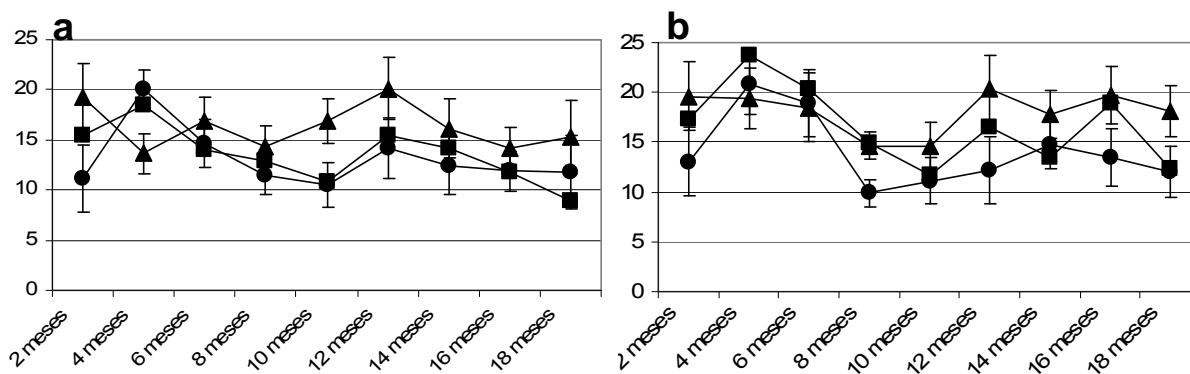 a
25
20
15
10
5
0
2 meses
4 meses
6 meses
8 meses
10 meses
12 meses
14 meses
16 meses
18 meses
b
25
20
15
10
5
0
2 meses
4 meses
6 meses
8 meses
10 meses
12 meses
14 meses
16 meses
18 meses